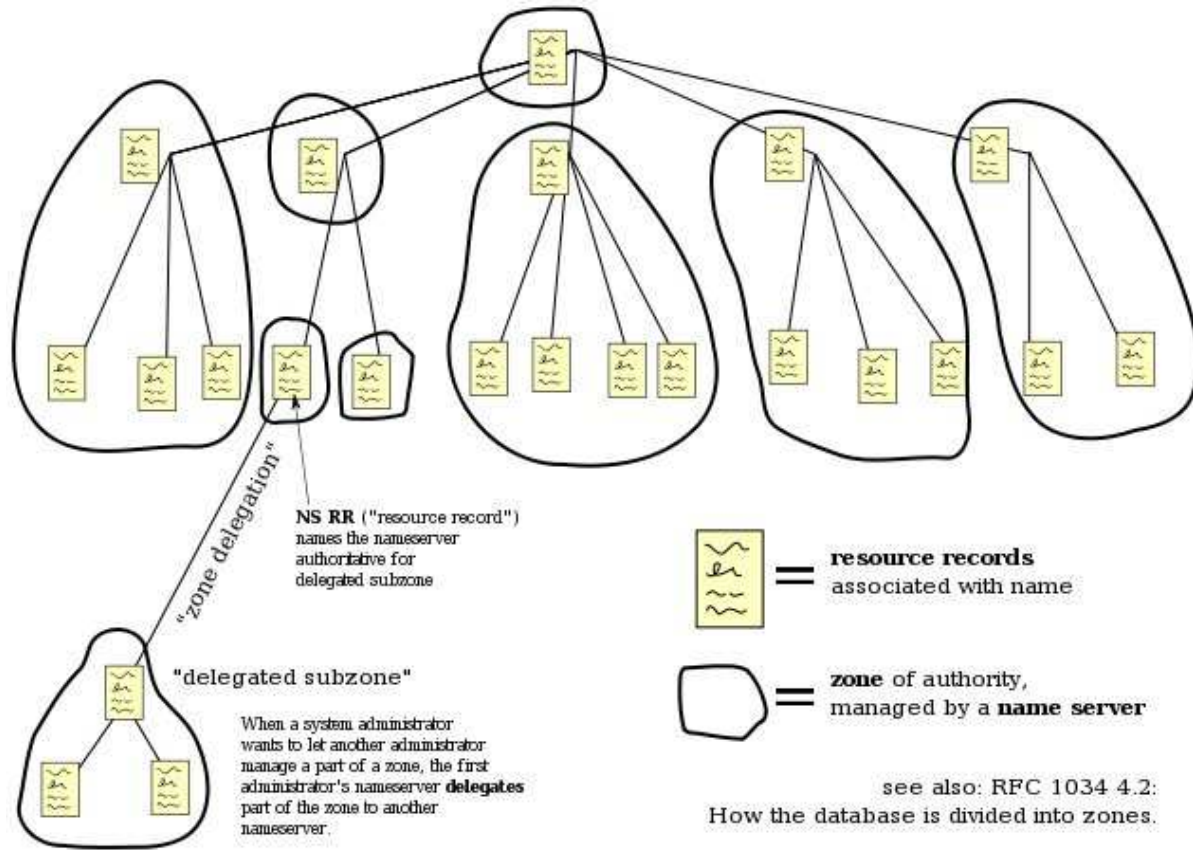 "zone delegation"
NS RR ("resource record")
names the nameserver
authoritative for
delegated subzone
resource records
associated with name
"delegated subzone"
zone of authority,
managed by a name server
When a system administrator
wants to let another administrator
manage a part of a zone, the first
administrator's nameserver delegates
part of the zone to another
nameserver.
see also: RFC 1034 4.2:
How the database is divided into zones.